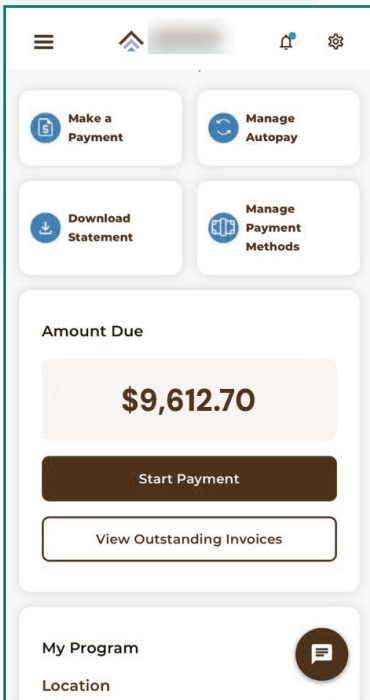 Make a
Payment
Manage
Autopay
Download
Statement
Manage
Payment
Methods
Amount Due
$9,612.70
Start Payment
View Outstanding Invoices
My Program
Location